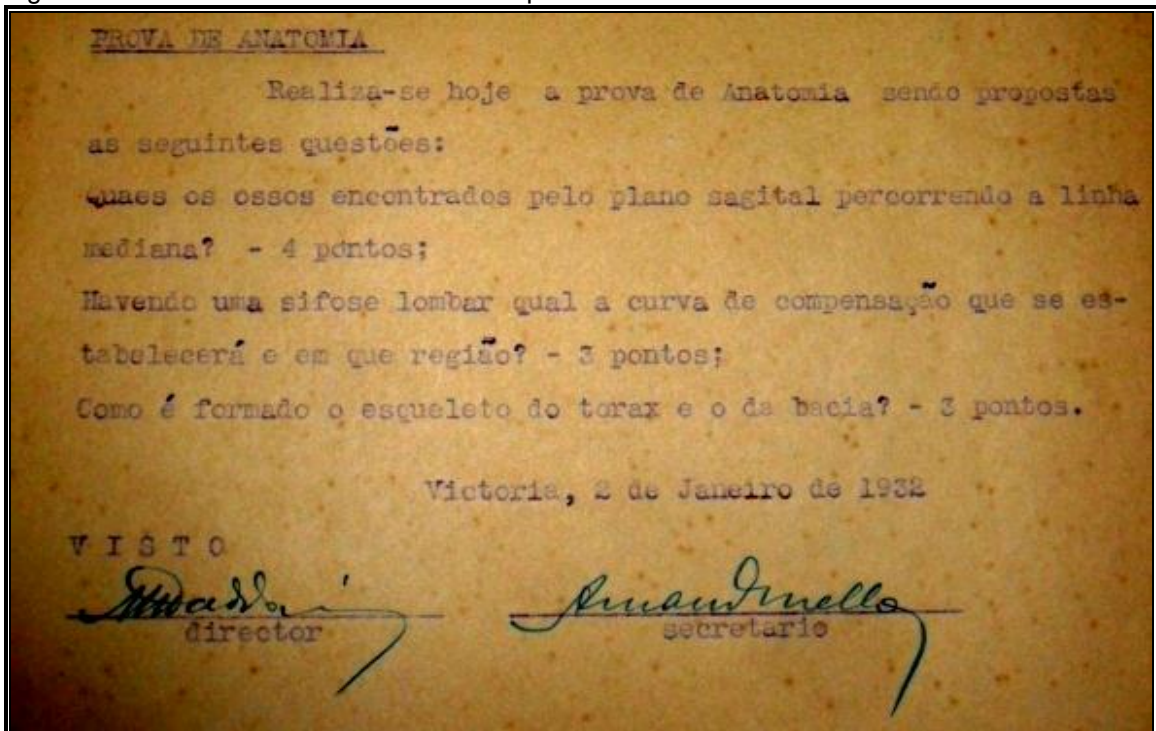 PROVA DE ANATOMIA
Realiza-se hoje a prova de Anatomia sendo propostas
as seguintes questões:
Quaes os ossos encontrados pelo plano sagital percorrendo a linha
mediana? - 4 pontos;
Havendo uma sifose lombar qual a curva de compensação que se es-
tabelecerá e em que região? - 3 pontos;
Como é formado o esqueleto do torax e o da bacia? - 3 pontos.
Victoria, 2 de Janeiro de 1932
V I S T O
director
secretario